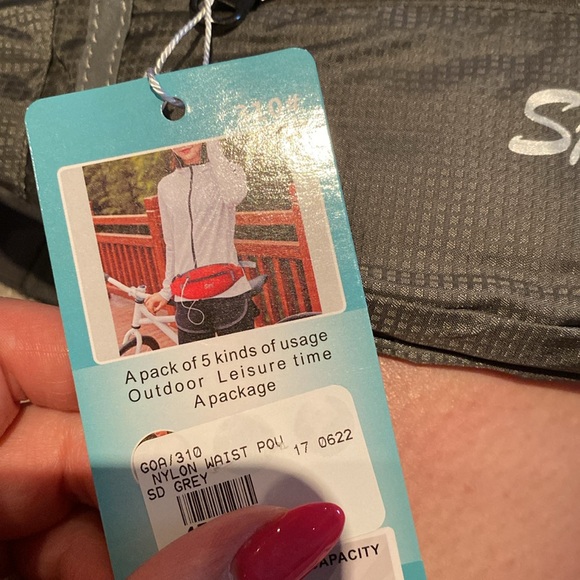 310#
A pack of 5 kinds of usage
Outdoor Leisure time
A package
GOA/310
NYLON WAIST POU 17 0622
SD GREY
APACITY